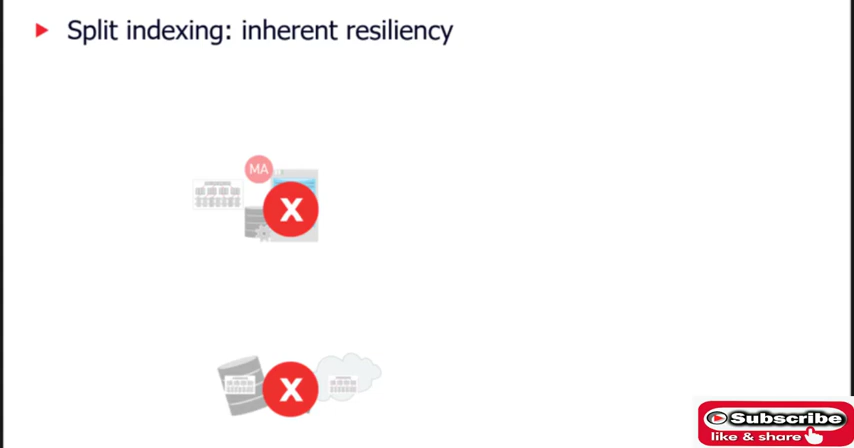 Split indexing: inherent resiliency
MA
X
X
Subscribe
like & share